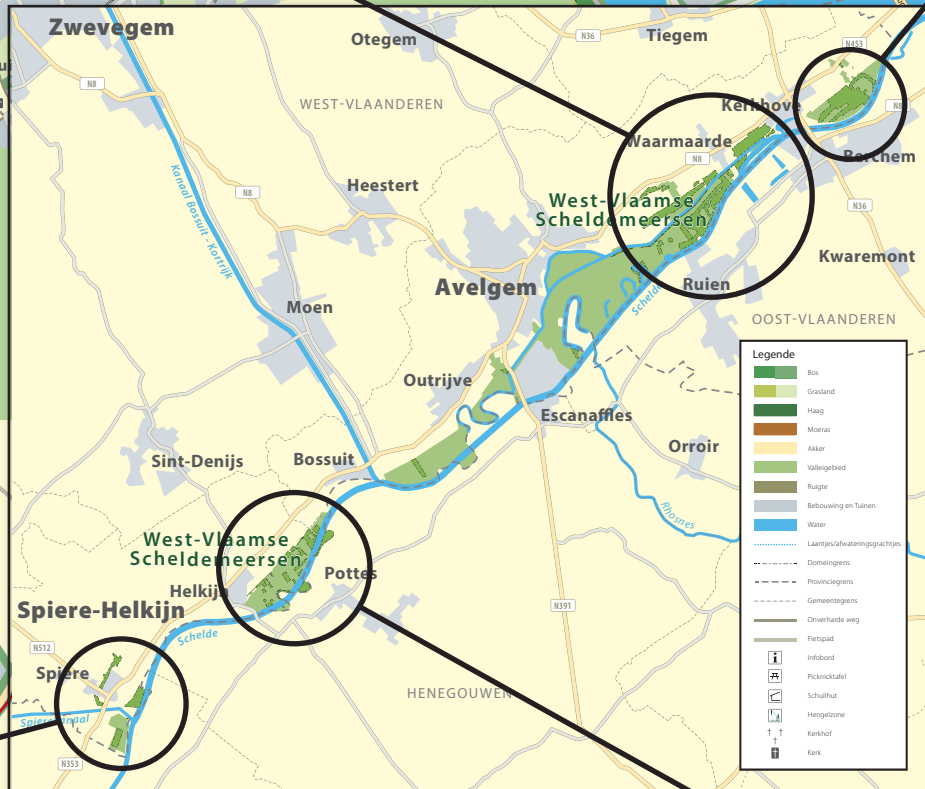 Zwevegem
Otegem
N36
Tiegem
N453
N8
WEST-VLAANDEREN
Kerkhove
N8
Waarmaarde
N8
Berchem
Kanaal Bossuit - Kortrijk
N8
Heestert
West-Vlaamse
Scheldemeersen
N36
Kwaremont
Avelgem
Ruien
Schelde
Moen
OOST-VLAANDEREN
Outrijve
Escanaffles
Orroir
Sint-Denijs
Bossuit
Rhosnes
West-Vlaamse
Scheldemeersen
Pottes
Helkijn
Spiere-Helkijn
Schelde
N391
N512
Spiere
HENEGOUWEN
Spierekanaal
N353
Legende
Bos
Grasland
Haag
Moeras
Akker
Valleigebied
Ruigte
Bebouwing en Tuinen
Water
Laantjes/afwateringsgrachtjes
Domeingrens
Provinciegrens
Gemeentegrens
Onverharde weg
Fietspad
Infobord
Picknicktafel
Schuilhut
Hengelzone
Kerkhof
Kerk